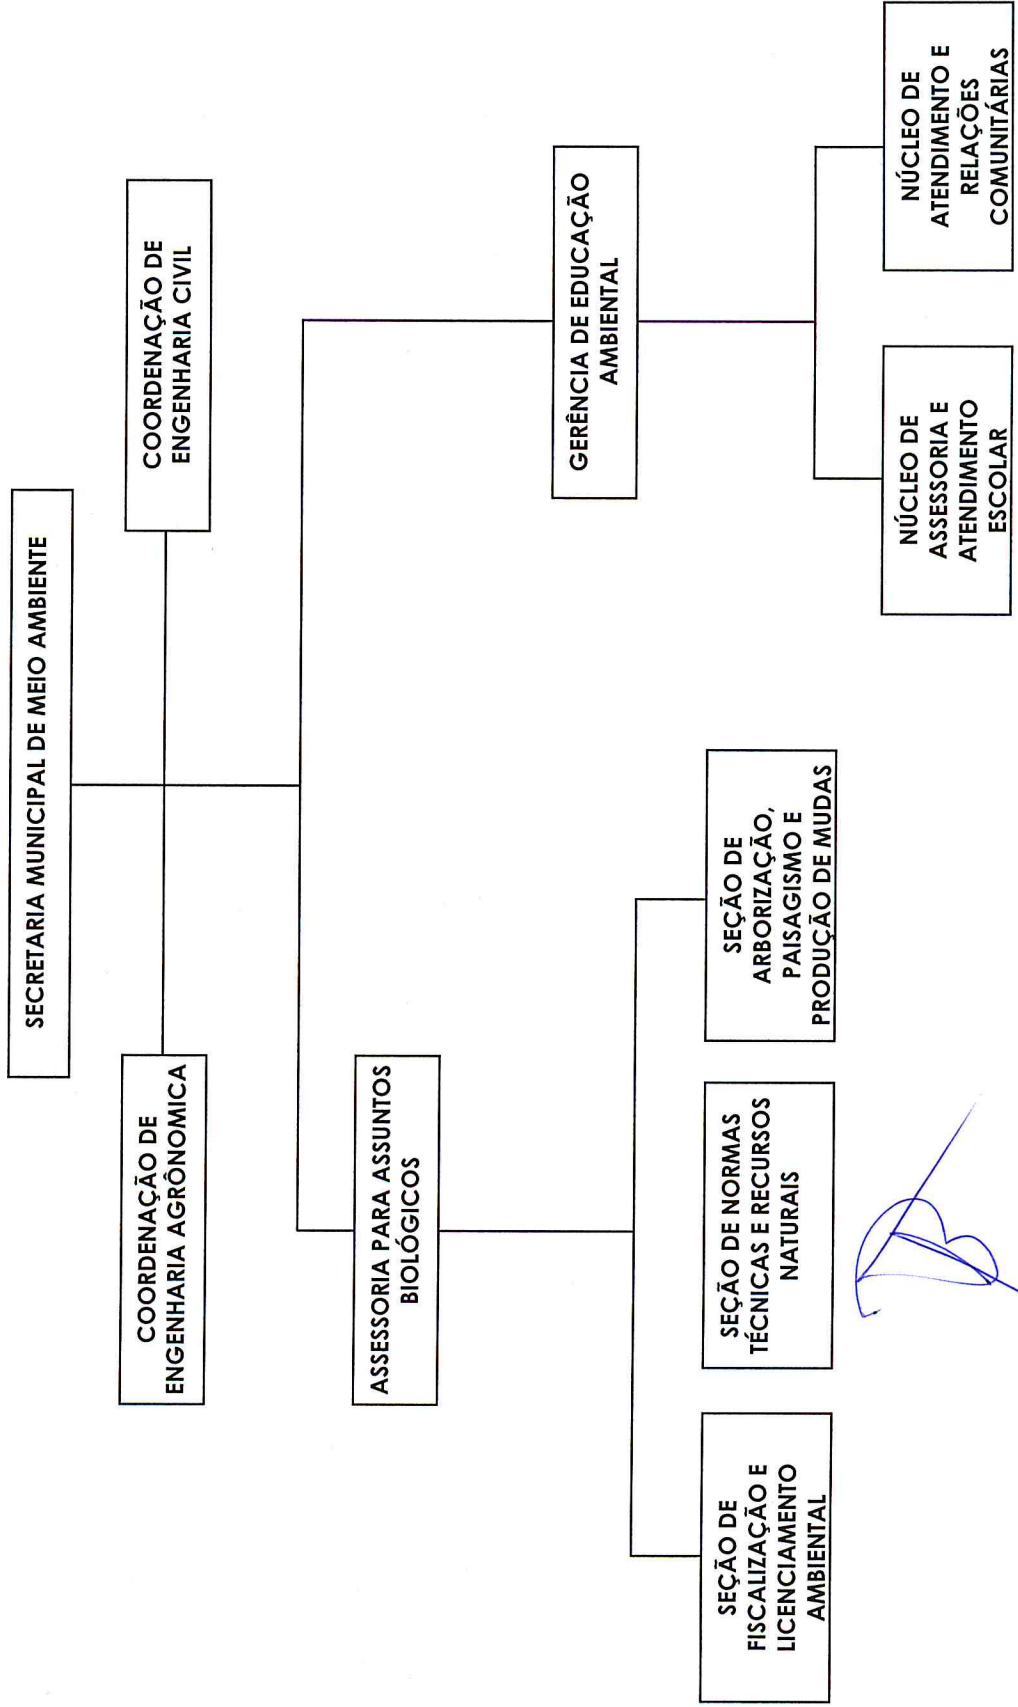 SECRETARIA MUNICIPAL DE MEIO AMBIENTE
COORDENAÇÃO DE
ENGENHARIA AGRÔNOMICA
COORDENAÇÃO DE
ENGENHARIA CIVIL
ASSESSORIA PARA ASSUNTOS
BIOLÓGICOS
GERÊNCIA DE EDUCAÇÃO
AMBIENTAL
SEÇÃO DE
FISCALIZAÇÃO E
LICENCIAMENTO
AMBIENTAL
SEÇÃO DE NORMAS
TÉCNICAS E RECURSOS
NATURAIS
SEÇÃO DE
ARBORIZAÇÃO,
PAISAGISMO E
PRODUÇÃO DE MUDAS
NÚCLEO DE
ASSESSORIA E
ATENDIMENTO
ESCOLAR
NÚCLEO DE
ATENDIMENTO E
RELAÇÕES
COMUNITÁRIAS